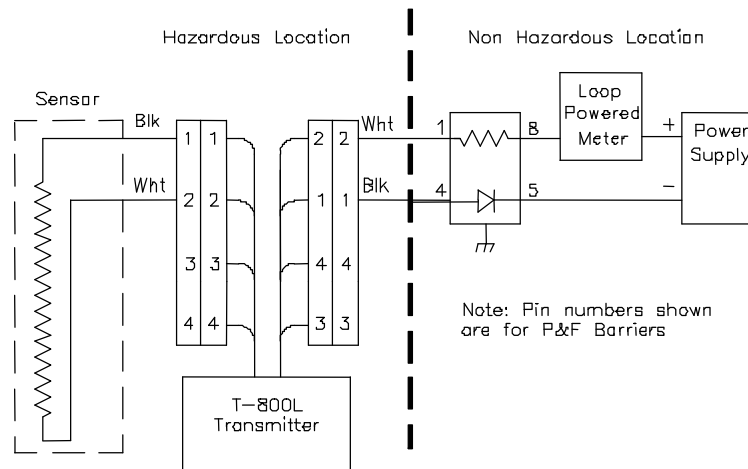 Hazardous Location
Non Hazardous Location
Sensor
Blk
Wht
1 1
2 2
3 3
4 4
2 2
1 1
4 4
3 3
Wht
Blk
1
8
4
5
Loop
Powered
Meter
+
-
Power
Supply
Note: Pin numbers shown
are for P&F Barriers
T-800L
Transmitter